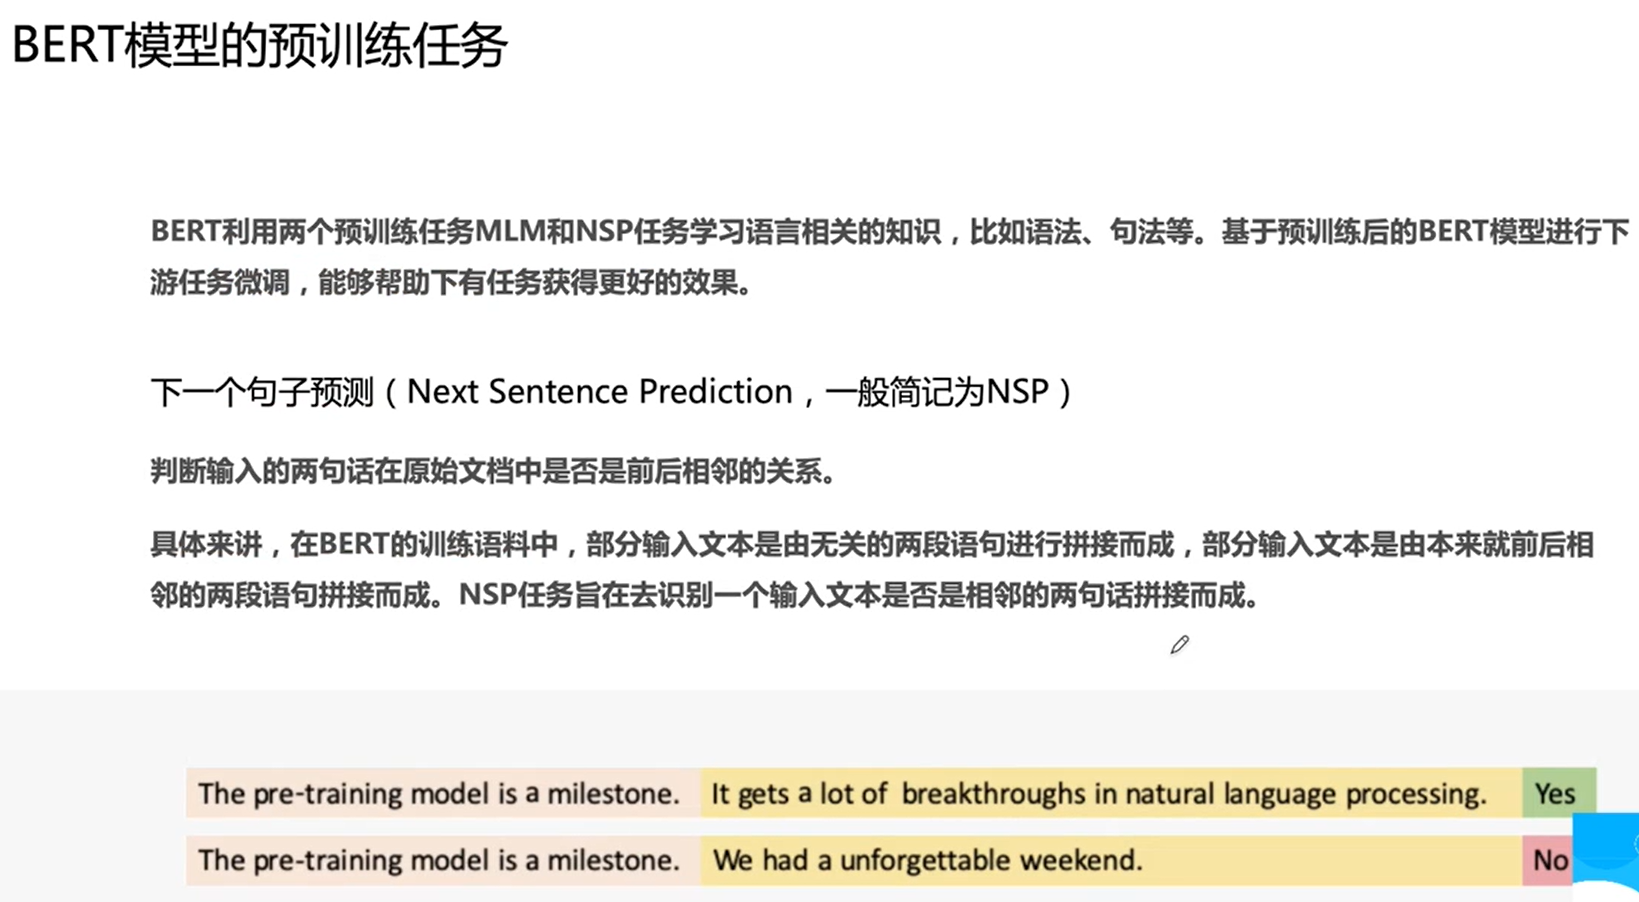 BERT模型的预训练任务
BERT利用两个预训练任务MLM和NSP任务学习语言相关的知识，比如语法、句法等。基于预训练后的BERT模型进行下
游任务微调，能够帮助下有任务获得更好的效果。
下一个句子预测（Next Sentence Prediction，一般简记为NSP）
判断输入的两句话在原始文档中是否是前后相邻的关系。
具体来讲，在BERT的训练语料中，部分输入文本是由无关的两段语句进行拼接而成，部分输入文本是由本来就前后相
邻的两段语句拼接而成。NSP任务旨在去识别一个输入文本是否是相邻的两句话拼接而成。
The pre-training model is a milestone. It gets a lot of breakthroughs in natural language processing. Yes
The pre-training model is a milestone. We had a unforgettable weekend. No